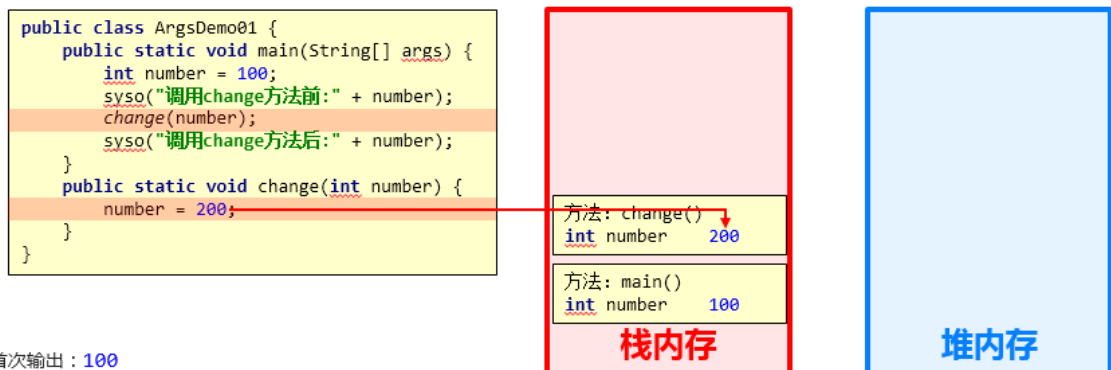 public class ArgsDemo01 {
public static void main(String[] args) {
int number = 100;
syso("调用change方法前:" + number);
change(number);
syso("调用change方法后:" + number);
}
public static void change(int number) {
number = 200;
}
}
方法: change()
int number 200
方法: main()
int number 100
栈内存
堆内存
首次输出：100